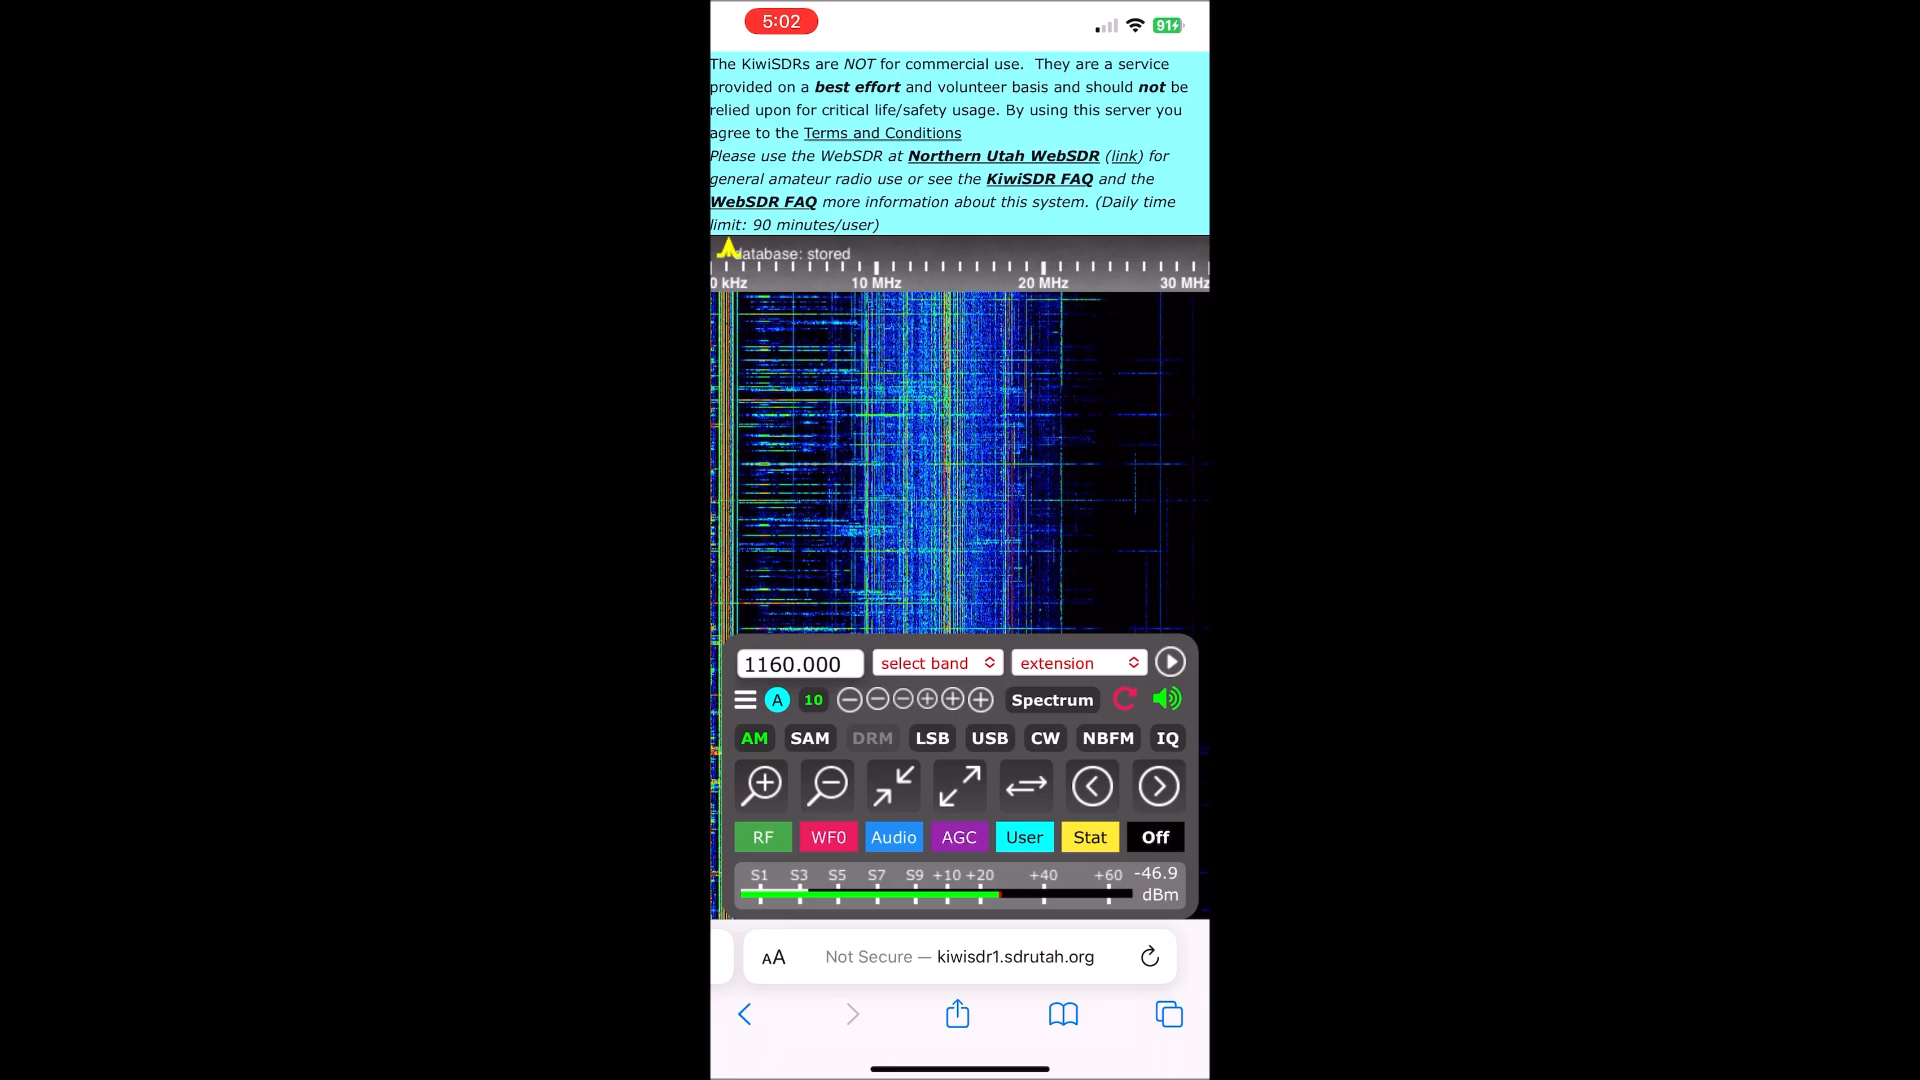 5:02
91
The KiwiSDRs are NOT for commercial use. They are a service
provided on a best effort and volunteer basis and should not be
relied upon for critical life/safety usage. By using this server you
agree to the Terms and Conditions
Please use the WebSDR at Northern Utah WebSDR (link) for
general amateur radio use or see the KiwiSDR FAQ and the
WebSDR FAQ more information about this system. (Daily time
limit: 90 minutes/user)
database: stored
0 kHz 10 MHz 20 MHz 30 MHz
1160.000 select band extension
A 10 Spectrum
AM SAM DRM LSB USB CW NBFM IQ
RF WF0 Audio AGC User Stat Off
S1 S3 S5 S7 S9 +10 +20 +40 +60 -46.9
dBm
AA Not Secure — kiwisdr1.sdrutah.org